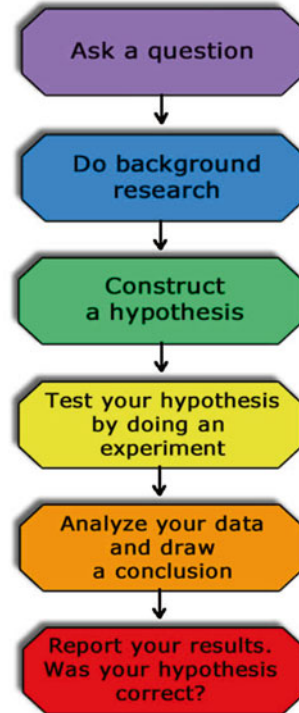 Ask a question
Do background
research
Construct
a hypothesis
Test your hypothesis
by doing an
experiment
Analyze your data
and draw
a conclusion
Report your results.
Was your hypothesis
correct?